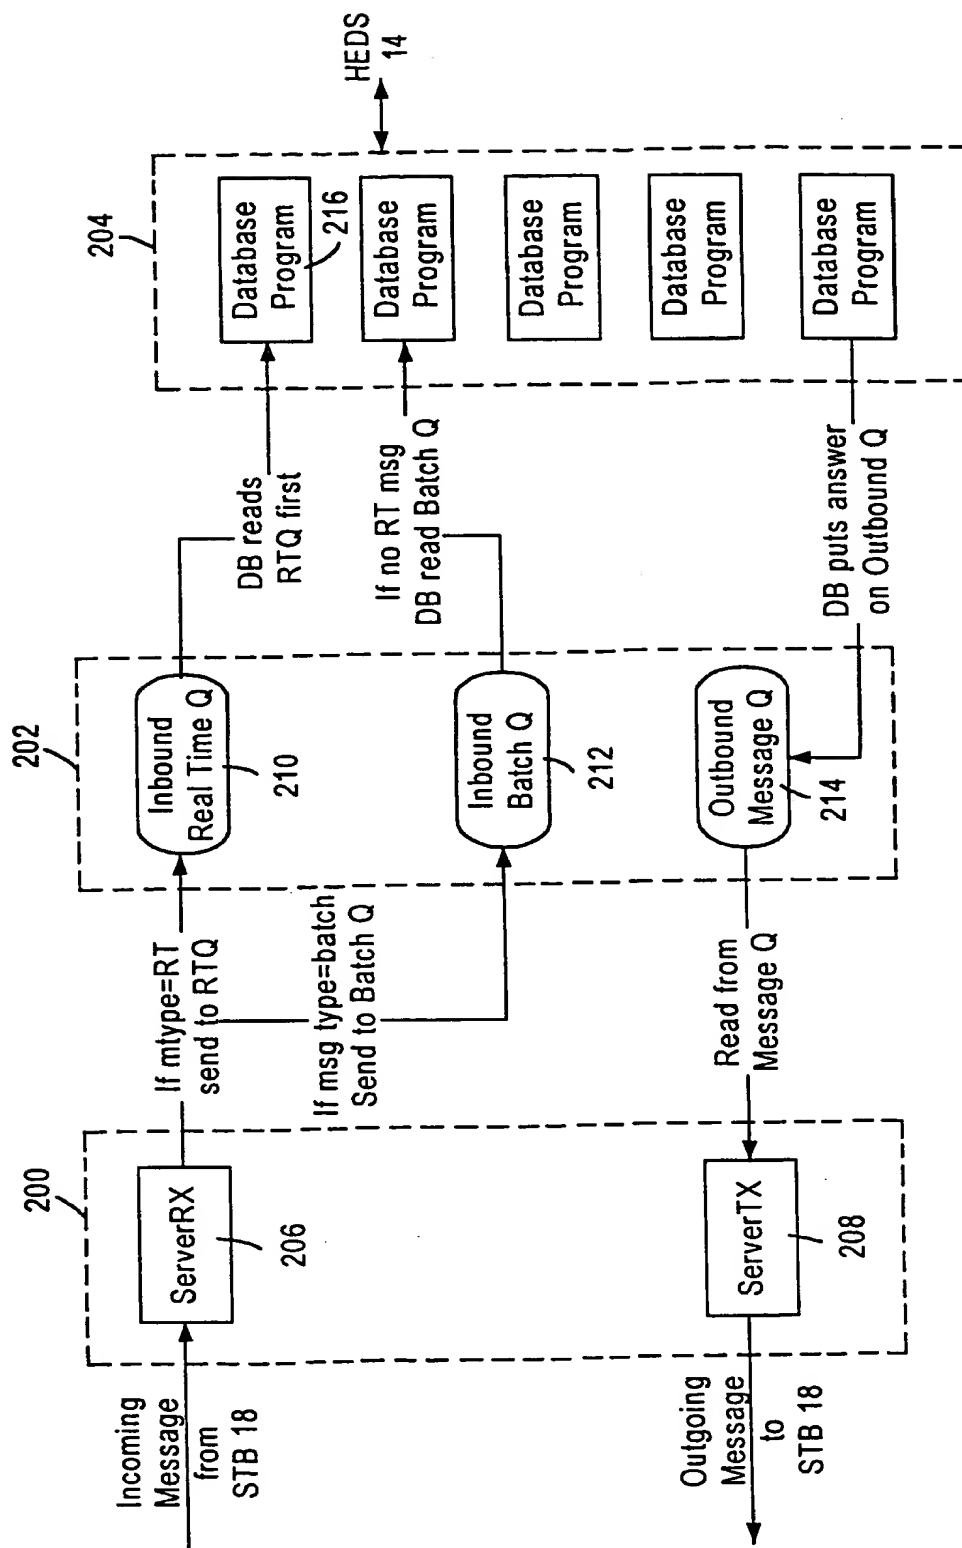 Incoming
Message
from
STB 18
200
ServerRX
206
If mtype=RT
send to RTQ
If msg type=batch
Send to Batch Q
202
Inbound
Real Time Q
210
Inbound
Batch Q
212
Outbound
Message Q
214
DB reads
RTQ first
If no RT msg
DB read Batch Q
DB puts answer
on Outbound Q
204
Database
Program
216
Database
Program
Database
Program
Database
Program
Database
Program
HEDS
14
Read from
Message Q
ServerTX
208
Outgoing
Message
to
STB 18